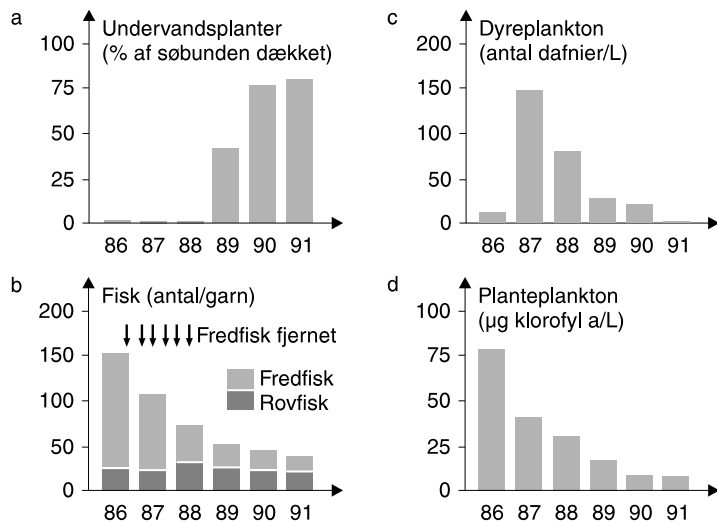 a
Undervandsplanter
(% af søbunden dækket)
100
75
50
25
0
86 87 88 89 90 91
b
Fisk (antal/garn)
200
150
100
50
0
Fredfisk fjernet
Fredfisk
Rovfisk
86 87 88 89 90 91
c
Dyreplankton
(antal dafnier/L)
200
150
100
50
0
86 87 88 89 90 91
d
Planteplankton
(µg klorofyl a/L)
100
75
50
25
0
86 87 88 89 90 91